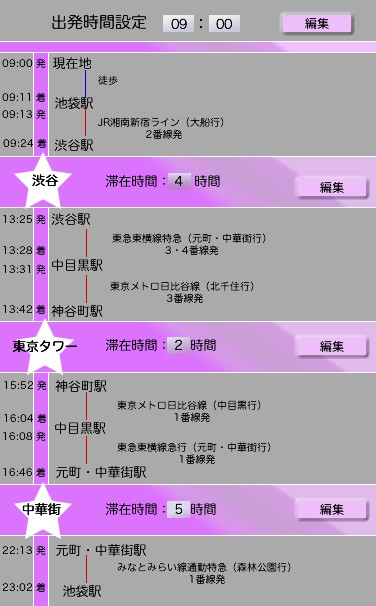 出発時間設定 09 : 00 編集
09:00 発 現在地
徒歩
09:11 着 池袋駅
09:13 発
JR湘南新宿ライン（大船行）
2番線発
09:24 着 渋谷駅
渋谷 滞在時間：4 時間 編集
13:25 発 渋谷駅
東急東横線特急（元町・中華街行）
3・4番線発
13:28 着 中目黒駅
13:31 発
東京メトロ日比谷線（北千住行）
3番線発
13:42 着 神谷町駅
東京タワー 滞在時間：2 時間 編集
15:52 発 神谷町駅
東京メトロ日比谷線（中目黒行）
1番線発
16:04 着 中目黒駅
16:08 発
東急東横線急行（元町・中華街行）
1番線発
16:46 着 元町・中華街駅
中華街 滞在時間：5 時間 編集
22:13 発 元町・中華街駅
みなとみらい線通勤特急（森林公園行）
1番線発
23:02 着 池袋駅